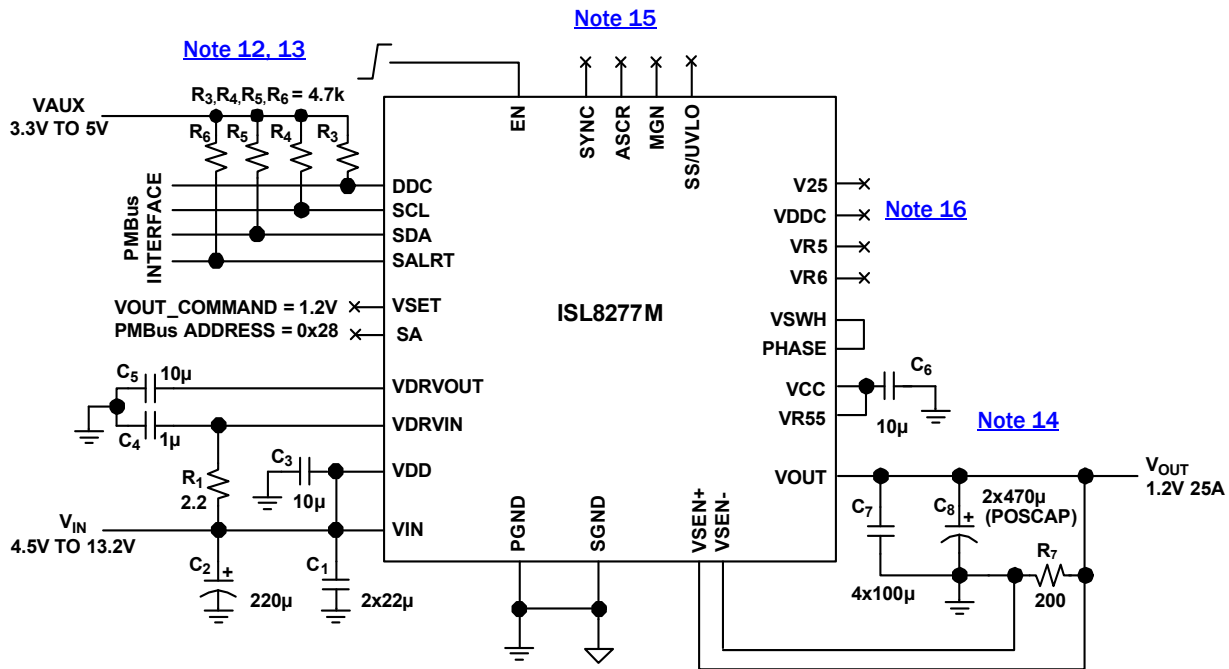 Note 15
Note 12, 13
VAUX
3.3V TO 5V
R3,R4,R5,R6 = 4.7k
R6
R5
R4
R3
EN
SYNC
ASCR
MGN
SS/UVLO
PMBus
INTERFACE
DDC
SCL
SDA
SALRT
V25
VDDC
VR5
VR6
Note 16
VOUT_COMMAND = 1.2V
VSET
PMBus ADDRESS = 0x28
SA
ISL8277M
VSWH
PHASE
C5
10µ
VDRVOUT
C4
1µ
VDRVIN
VCC
VR55
C6
10µ
Note 14
R1
2.2
C3
10µ
VDD
VOUT
VOUT
1.2V 25A
VIN
4.5V TO 13.2V
VIN
PGND
SGND
VSEN+
VSEN-
C7
4x100µ
C8
+
2x470µ
(POSCAP)
R7
200
C2
+
220µ
C1
2x22µ